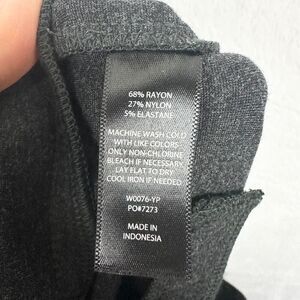 68% RAYON
27% NYLON
5% ELASTANE
MACHINE WASH COLD
WITH LIKE COLORS
ONLY NON-CHLORINE
BLEACH IF NECESSARY
LAY FLAT TO DRY
COOL IRON IF NEEDED
W0076-YP
PO#7273
MADE IN
INDONESIA